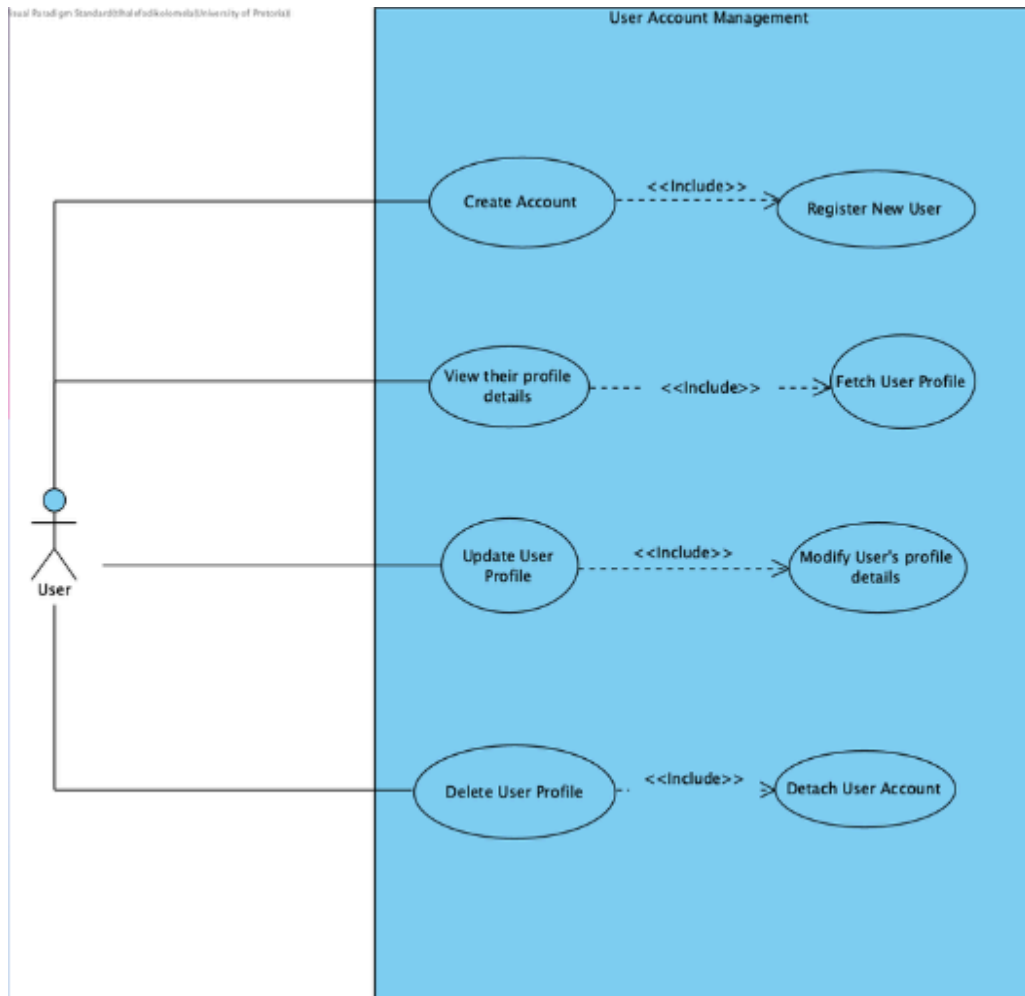 User Account Management
Create Account
<<Include>>
Register New User
View their profile
details
<<Include>>
Fetch User Profile
Update User
Profile
<<Include>>
Modify User's profile
details
User
Delete User Profile
<<Include>>
Detach User Account